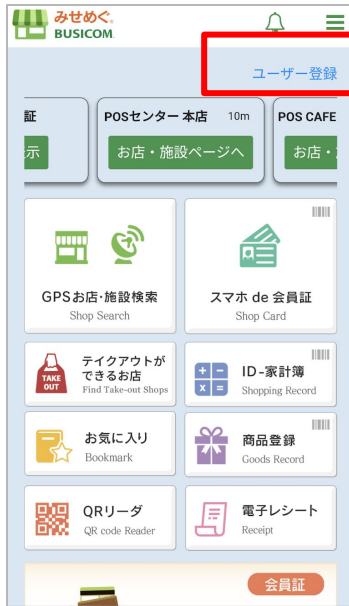 みせめぐ。
BUSICOM.
ユーザー登録
証
示
POSセンター 本店 10m
お店・施設ページへ
POS CAFE
お店・
GPSお店･施設検索
Shop Search
スマホ de 会員証
Shop Card
TAKE
OUT
テイクアウトが
できるお店
Find Take-out Shops
ID-家計簿
Shopping Record
お気に入り
Bookmark
商品登録
Goods Record
QRリーダ
QR code Reader
電子レシート
Receipt
会員証